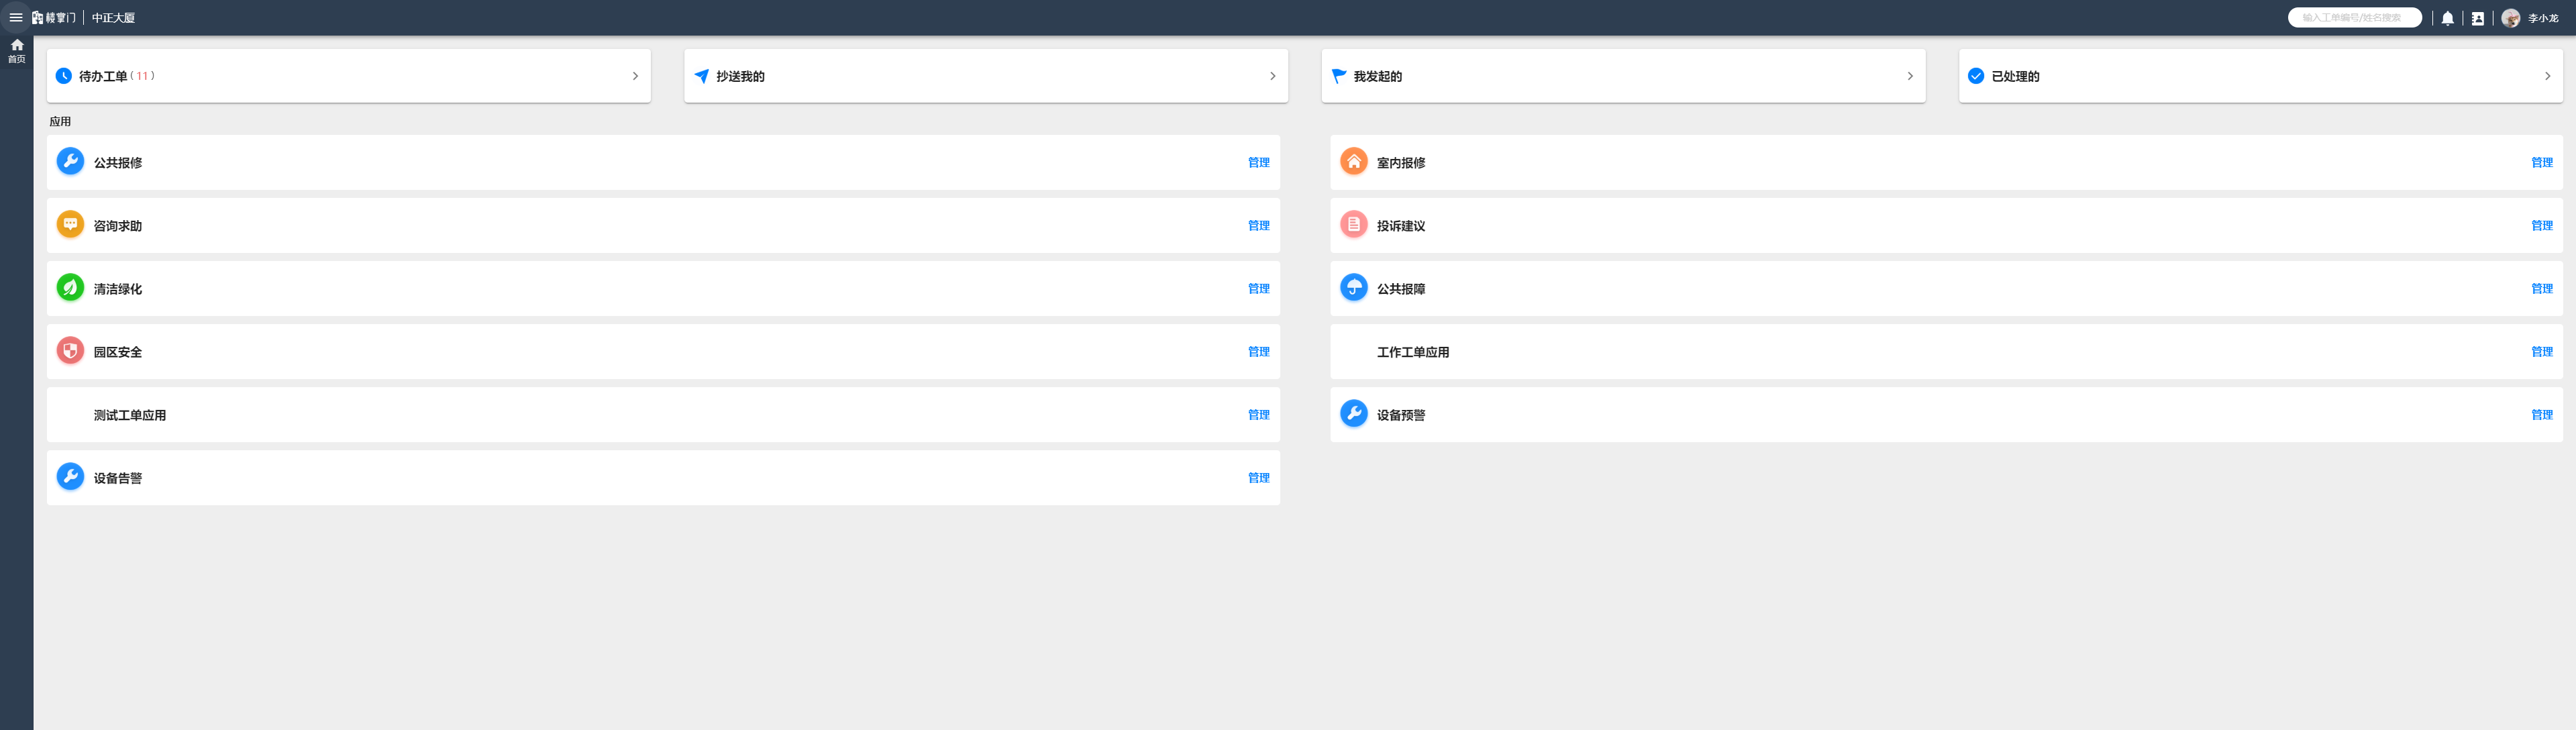 楼掌门 中正大厦 输入工单编号/姓名搜索 李小龙
首页
待办工单（11） 抄送我的 我发起的 已处理的
应用
公共报修 管理 室内报修 管理
咨询求助 管理 投诉建议 管理
清洁绿化 管理 公共报障 管理
园区安全 管理 工作工单应用 管理
测试工单应用 管理 设备预警 管理
设备告警 管理